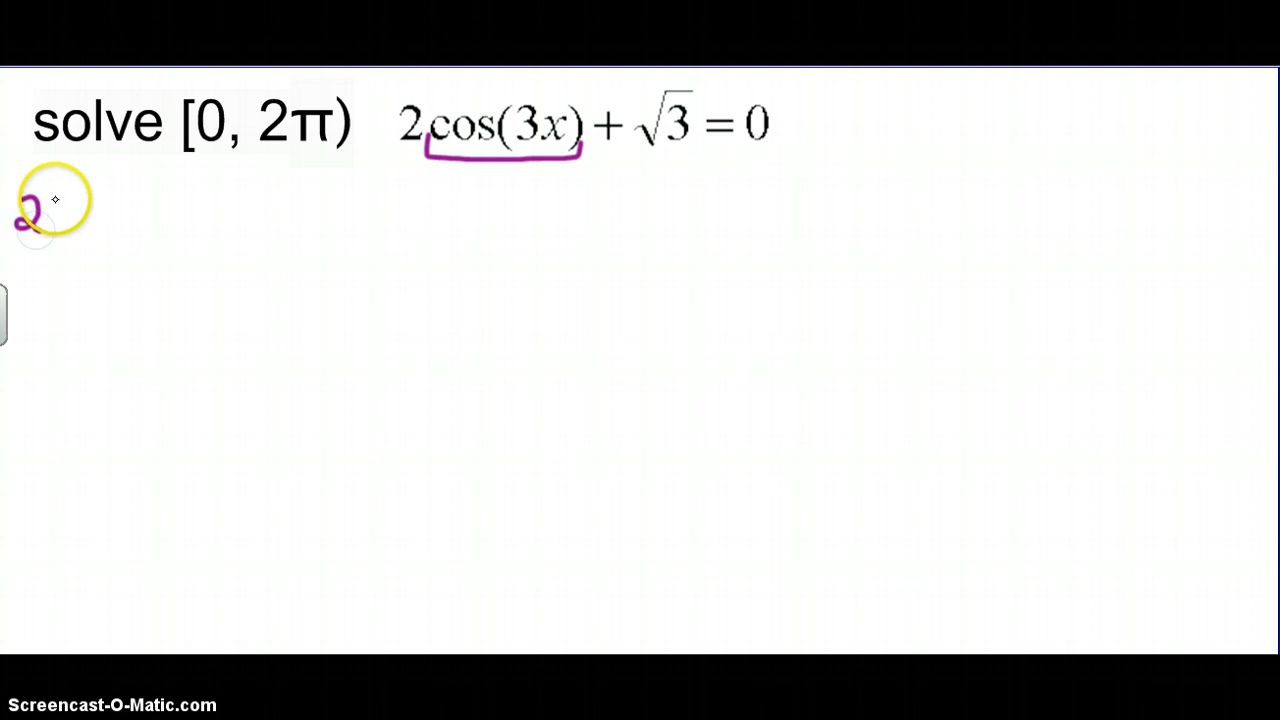 solve [0, 2π) 2cos(3x) + √3 = 0
2
Screencast-O-Matic.com